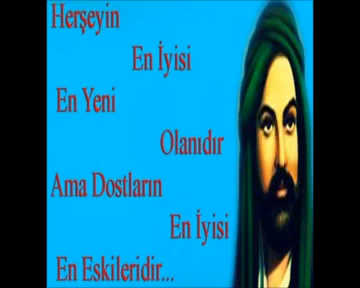 Herşeyin
En İyisi
En Yeni
Olanıdır
Ama Dostların
En İyisi
En Eskileridir...